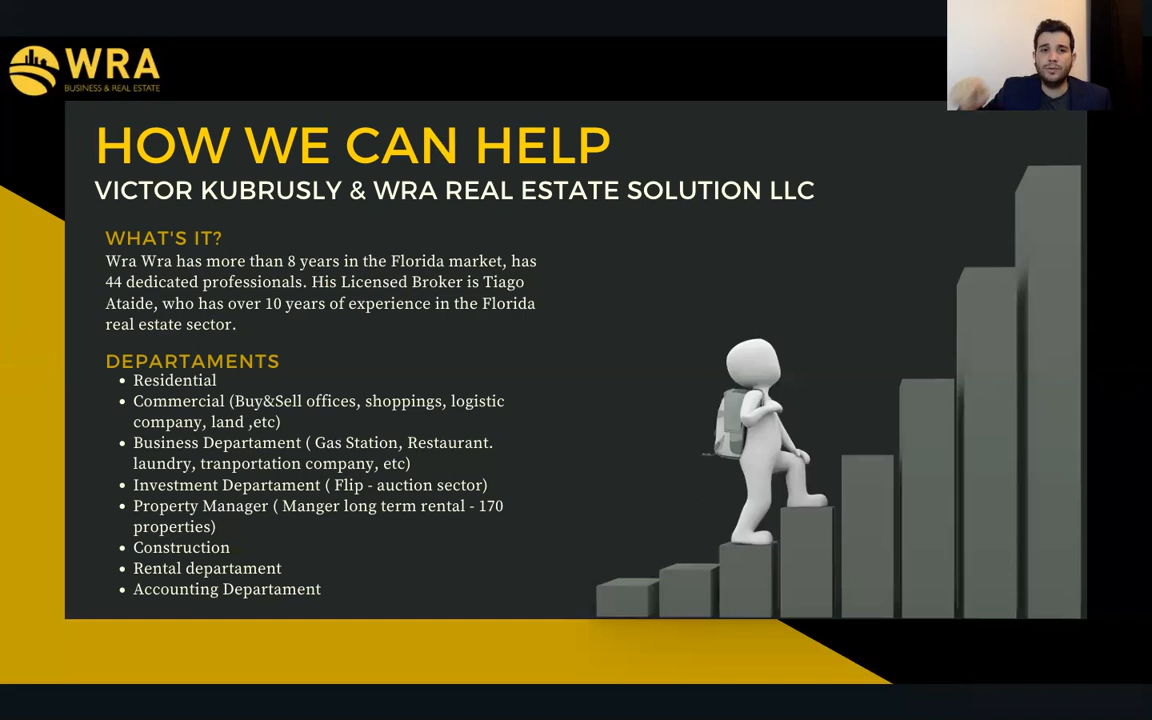 WRA
BUSINESS & REAL ESTATE
HOW WE CAN HELP
VICTOR KUBRUSLY & WRA REAL ESTATE SOLUTION LLC
WHAT'S IT?
Wra Wra has more than 8 years in the Florida market, has
44 dedicated professionals. His Licensed Broker is Tiago
Ataide, who has over 10 years of experience in the Florida
real estate sector.
DEPARTAMENTS
• Residential
• Commercial (Buy&Sell offices, shoppings, logistic
company, land ,etc)
• Business Departament ( Gas Station, Restaurant.
laundry, tranportation company, etc)
• Investment Departament ( Flip - auction sector)
• Property Manager ( Manger long term rental - 170
properties)
• Construction
• Rental departament
• Accounting Departament